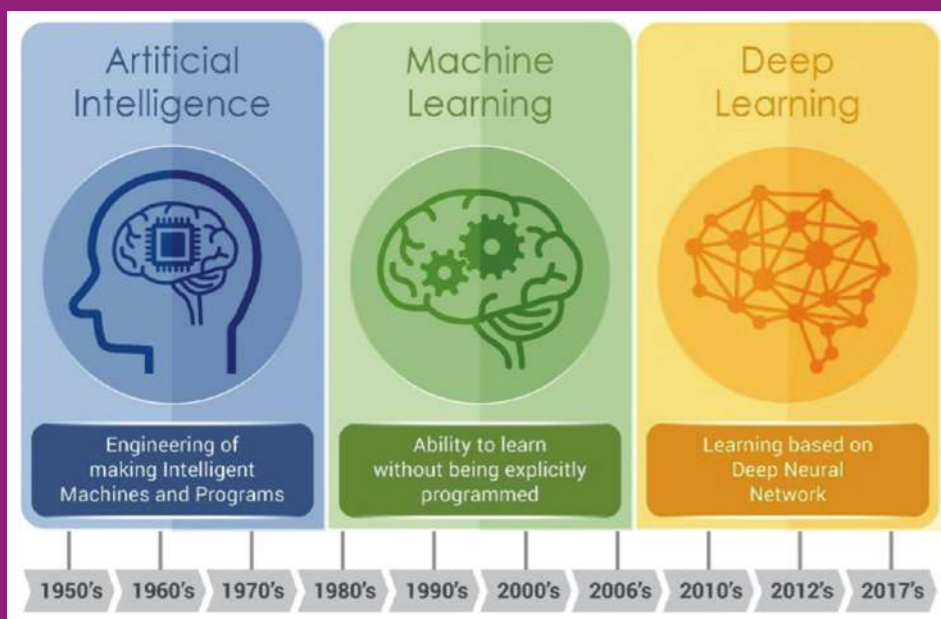 Artificial
Intelligence
Engineering of
making Intelligent
Machines and Programs
Machine
Learning
Ability to learn
without being explicitly
programmed
Deep
Learning
Learning based on
Deep Neural
Network
1950's
1960's
1970's
1980's
1990's
2000's
2006's
2010's
2012's
2017's